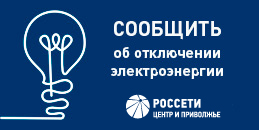 СООБЩИТЬ
об отключении
электроэнергии
РОССЕТИ
ЦЕНТР И ПРИВОЛЖЬЕ